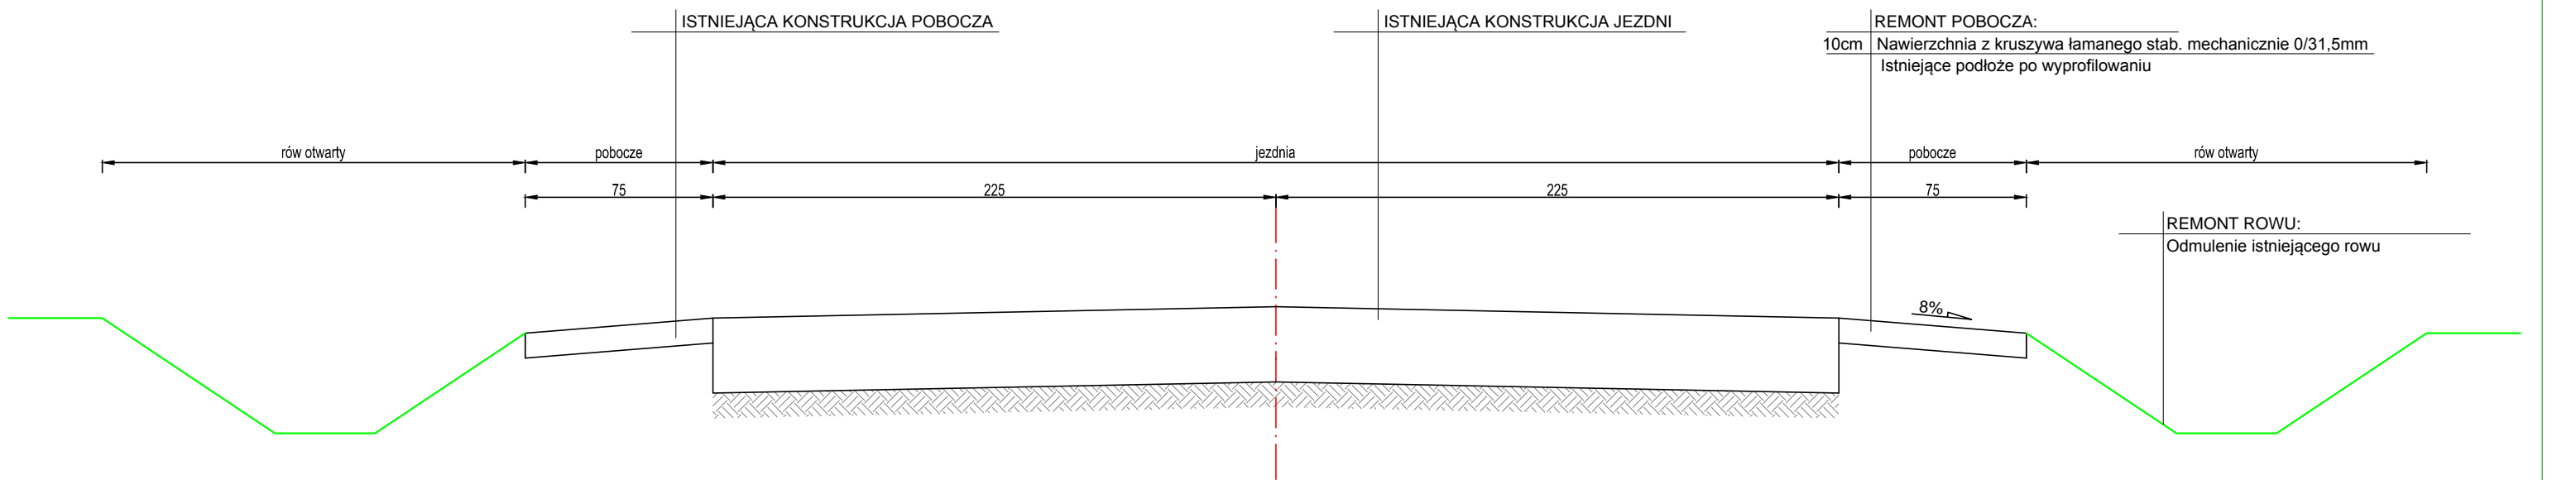 ISTNIEJĄCA KONSTRUKCJA POBOCZA
ISTNIEJĄCA KONSTRUKCJA JEZDNI
REMONT POBOCZA:
10cm Nawierzchnia z kruszywa łamanego stab. mechanicznie 0/31,5mm
Istniejące podłoże po wyprofilowaniu
rów otwarty
pobocze
jezdnia
pobocze
rów otwarty
75
225
225
75
REMONT ROWU:
Odmulenie istniejącego rowu
8%